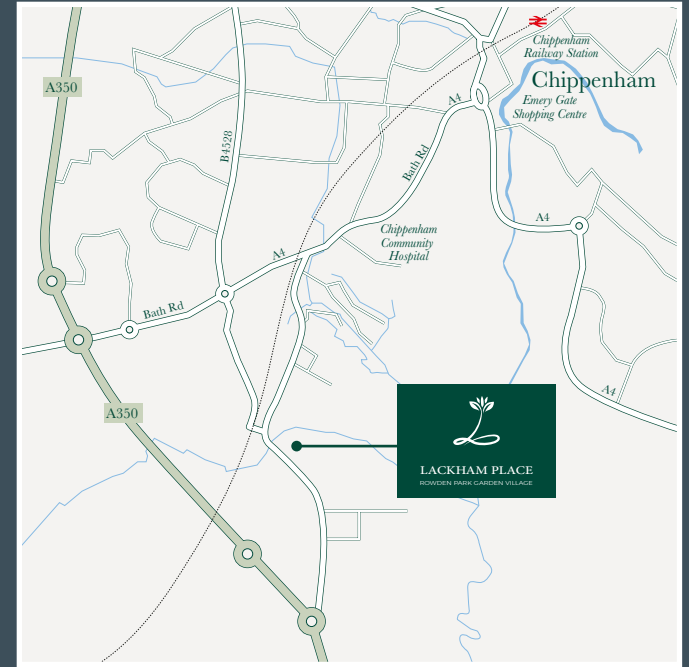 Chippenham
Railway Station
A350
Chippenham
A4
Emery Gate
Shopping Centre
B4528
Bath Rd
A4
Chippenham
Community
Hospital
A4
Bath Rd
A4
A350
LACKHAM PLACE
ROWDEN PARK GARDEN VILLAGE